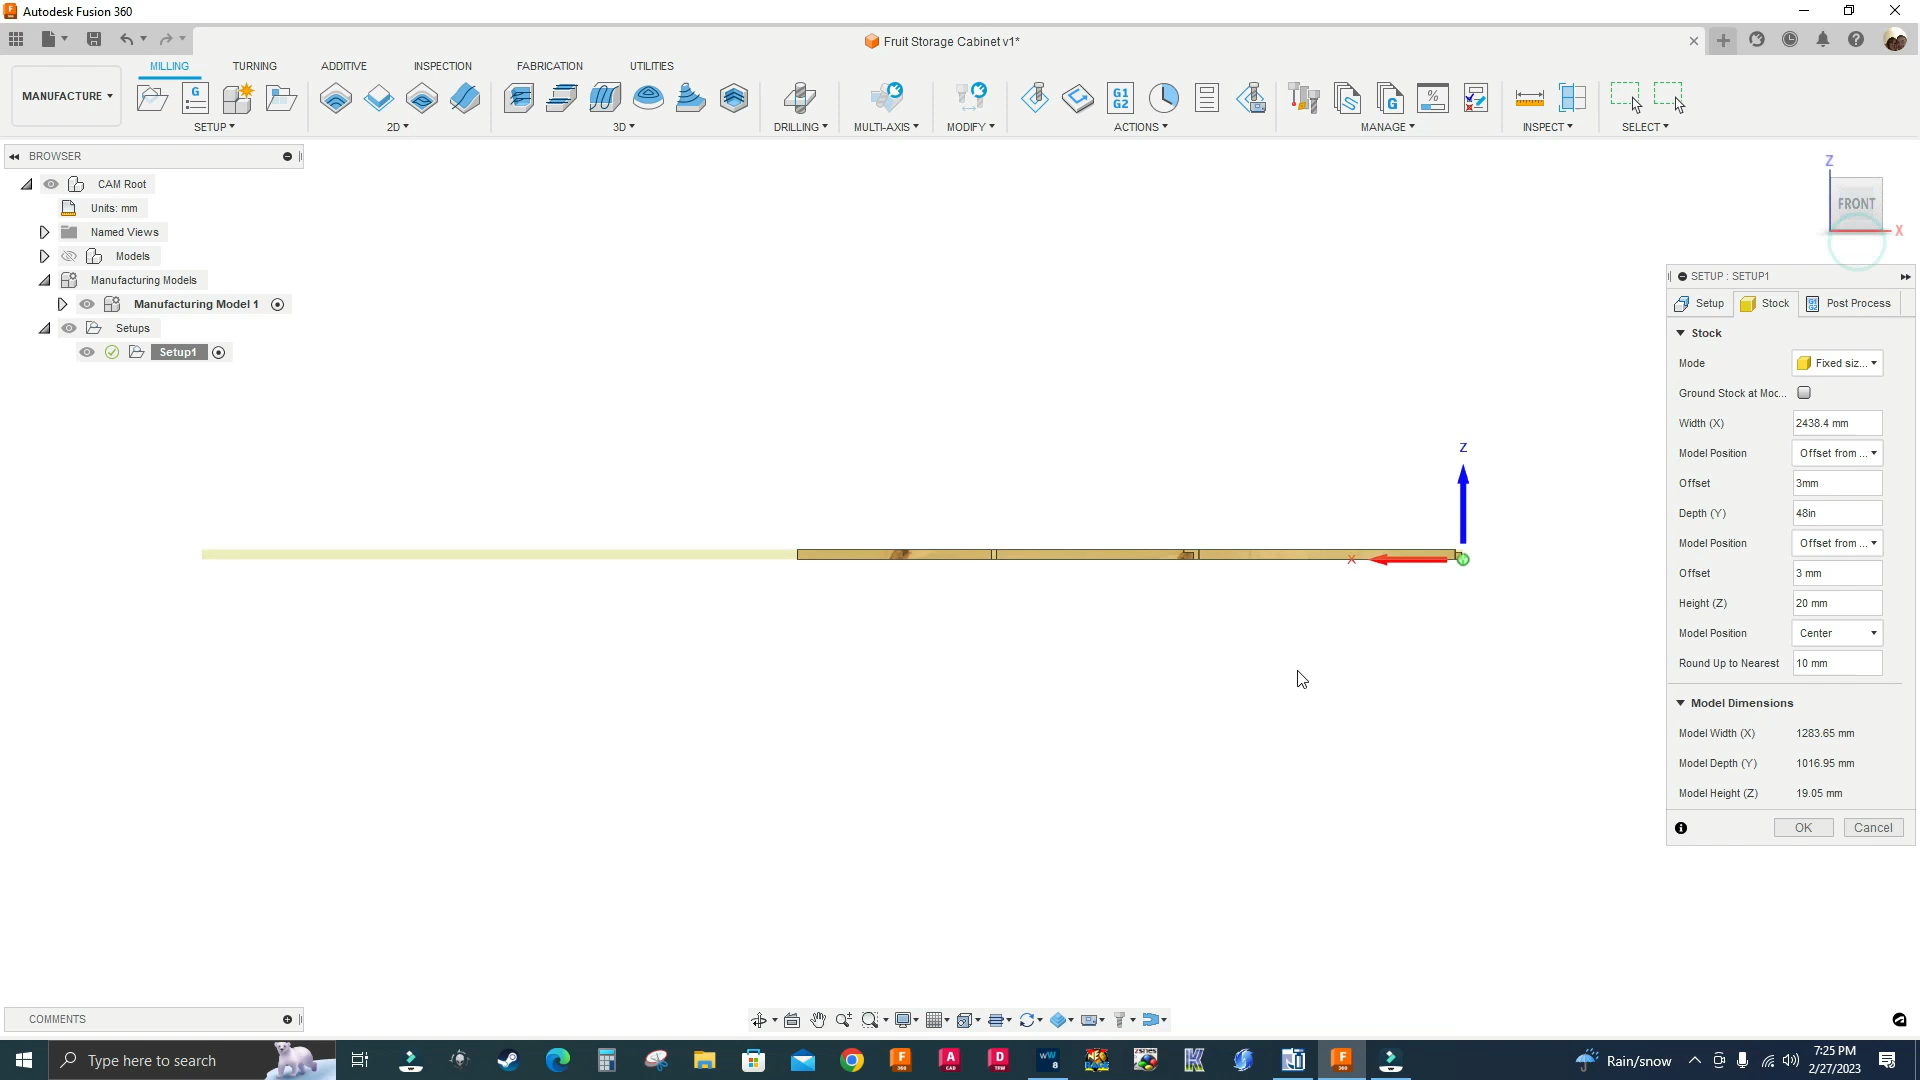 Autodesk Fusion 360
Fruit Storage Cabinet v1*
MANUFACTURE
MILLING TURNING ADDITIVE INSPECTION FABRICATION UTILITIES
G
G1
G2
G
%
SETUP 2D 3D DRILLING MULTI-AXIS MODIFY ACTIONS MANAGE INSPECT SELECT
BROWSER
CAM Root
Units: mm
Named Views
Models
Manufacturing Models
Manufacturing Model 1
Setups
Setup1
Z
FRONT
X
Z
X
SETUP : SETUP1
Setup Stock Post Process
Stock
Mode Fixed siz...
Ground Stock at Moc...
Width (X) 2438.4 mm
Model Position Offset from ...
Offset 3mm
Depth (Y) 48in
Model Position Offset from ...
Offset 3 mm
Height (Z) 20 mm
Model Position Center
Round Up to Nearest 10 mm
Model Dimensions
Model Width (X) 1283.65 mm
Model Depth (Y) 1016.95 mm
Model Height (Z) 19.05 mm
OK Cancel
COMMENTS
Type here to search
Rain/snow
7:25 PM
2/27/2023